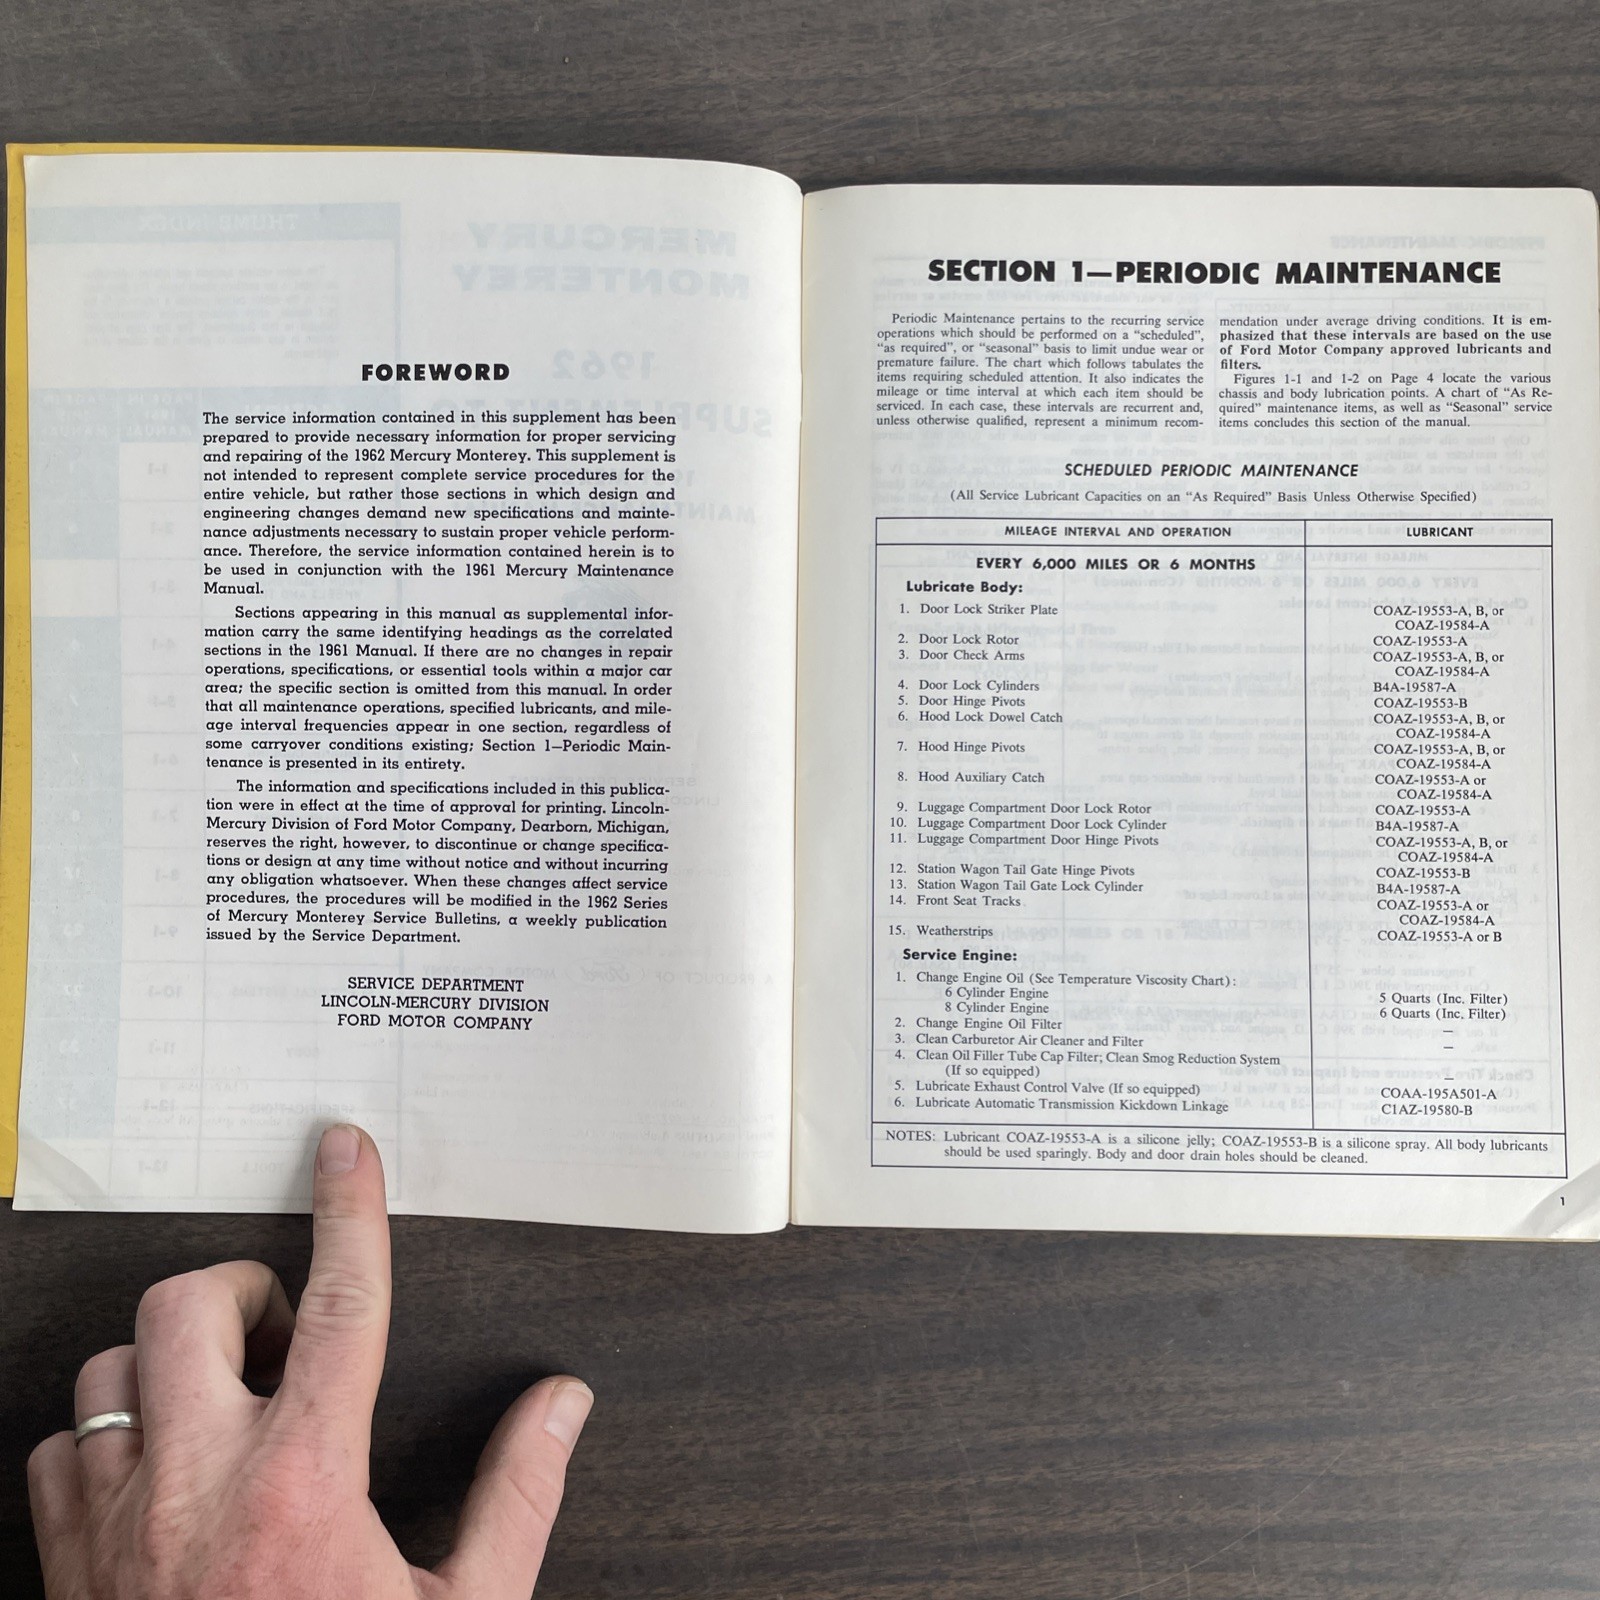 FOREWORD
The service information contained in this supplement has been
prepared to provide necessary information for proper servicing
and repairing of the 1962 Mercury Monterey. This supplement is
not intended to represent complete service procedures for the
entire vehicle, but rather those sections in which design and
engineering changes demand new specifications and mainte-
nance adjustments necessary to sustain proper vehicle perform-
ance. Therefore, the service information contained herein is to
be used in conjunction with the 1961 Mercury Maintenance
Manual.
Sections appearing in this manual as supplemental infor-
mation carry the same identifying headings as the correlated
sections in the 1961 Manual. If there are no changes in repair
operations, specifications, or essential tools within a major car
area; the specific section is omitted from this manual. In order
that all maintenance operations, specified lubricants, and mile-
age interval frequencies appear in one section, regardless of
some carryover conditions existing; Section 1—Periodic Main-
tenance is presented in its entirety.
The information and specifications included in this publica-
tion were in effect at the time of approval for printing. Lincoln-
Mercury Division of Ford Motor Company, Dearborn, Michigan,
reserves the right, however, to discontinue or change specifica-
tions or design at any time without notice and without incurring
any obligation whatsoever. When these changes affect service
procedures, the procedures will be modified in the 1962 Series
of Mercury Monterey Service Bulletins, a weekly publication
issued by the Service Department.
SERVICE DEPARTMENT
LINCOLN-MERCURY DIVISION
FORD MOTOR COMPANY
SECTION 1—PERIODIC MAINTENANCE
Periodic Maintenance pertains to the recurring service
operations which should be performed on a "scheduled",
"as required", or "seasonal" basis to limit undue wear or
premature failure. The chart which follows tabulates the
items requiring scheduled attention. It also indicates the
mileage or time interval at which each item should be
serviced. In each case, these intervals are recurrent and,
unless otherwise qualified, represent a minimum recom-
mendation under average driving conditions. It is em-
phasized that these intervals are based on the use
of Ford Motor Company approved lubricants and
filters.
Figures 1-1 and 1-2 on Page 4 locate the various
chassis and body lubrication points. A chart of "As Re-
quired" maintenance items, as well as "Seasonal" service
items concludes this section of the manual.
SCHEDULED PERIODIC MAINTENANCE
(All Service Lubricant Capacities on an "As Required" Basis Unless Otherwise Specified)
MILEAGE INTERVAL AND OPERATION LUBRICANT
EVERY 6,000 MILES OR 6 MONTHS
Lubricate Body:
1. Door Lock Striker Plate COAZ-19553-A, B, or
COAZ-19584-A
2. Door Lock Rotor COAZ-19553-A
3. Door Check Arms COAZ-19553-A, B, or
COAZ-19584-A
4. Door Lock Cylinders B4A-19587-A
5. Door Hinge Pivots COAZ-19553-B
6. Hood Lock Dowel Catch COAZ-19553-A, B, or
COAZ-19584-A
7. Hood Hinge Pivots COAZ-19553-A, B, or
COAZ-19584-A
8. Hood Auxiliary Catch COAZ-19553-A or
COAZ-19584-A
9. Luggage Compartment Door Lock Rotor COAZ-19553-A
10. Luggage Compartment Door Lock Cylinder B4A-19587-A
11. Luggage Compartment Door Hinge Pivots COAZ-19553-A, B, or
COAZ-19584-A
12. Station Wagon Tail Gate Hinge Pivots COAZ-19553-B
13. Station Wagon Tail Gate Lock Cylinder B4A-19587-A
14. Front Seat Tracks COAZ-19553-A or
COAZ-19584-A
15. Weatherstrips COAZ-19553-A or B
Service Engine:
1. Change Engine Oil (See Temperature Viscosity Chart):
6 Cylinder Engine 5 Quarts (Inc. Filter)
8 Cylinder Engine 6 Quarts (Inc. Filter)
2. Change Engine Oil Filter —
3. Clean Carburetor Air Cleaner and Filter —
4. Clean Oil Filler Tube Cap Filter; Clean Smog Reduction System
(If so equipped) —
5. Lubricate Exhaust Control Valve (If so equipped) COAA-195A501-A
6. Lubricate Automatic Transmission Kickdown Linkage C1AZ-19580-B
NOTES: Lubricant COAZ-19553-A is a silicone jelly; COAZ-19553-B is a silicone spray. All body lubricants
should be used sparingly. Body and door drain holes should be cleaned.
1